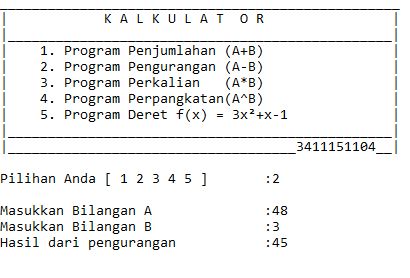 K A L K U L A T O R
1. Program Penjumlahan (A+B)
2. Program Pengurangan (A-B)
3. Program Perkalian (A*B)
4. Program Perpangkatan(A^B)
5. Program Deret f(x) = 3x²+x-1
3411151104
Pilihan Anda [ 1 2 3 4 5 ] :2
Masukkan Bilangan A :48
Masukkan Bilangan B :3
Hasil dari pengurangan :45